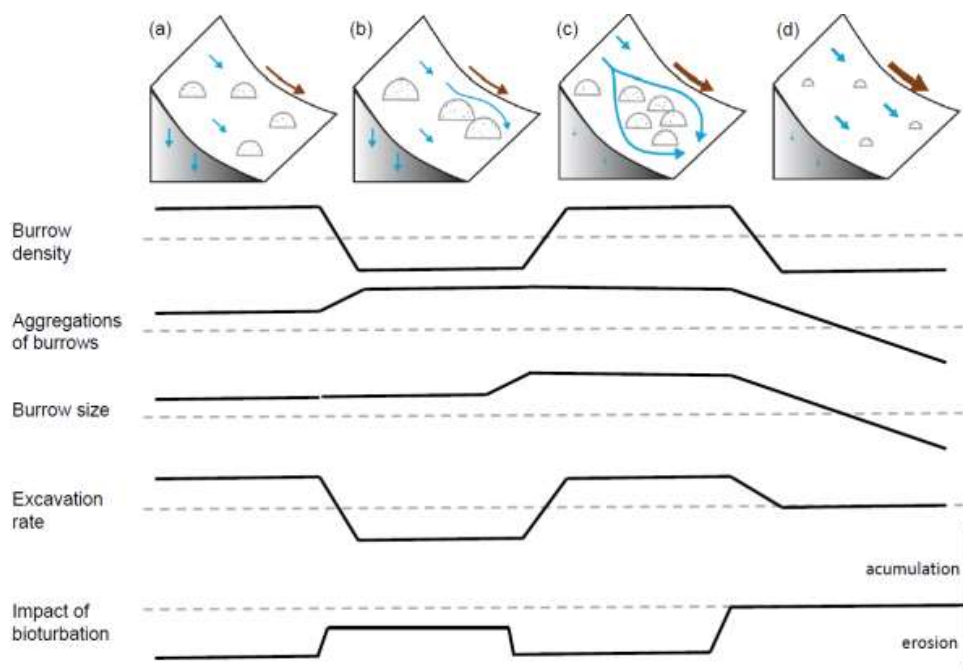 (a)
(b)
(c)
(d)
Burrow
density
Aggregations
of burrows
Burrow size
Excavation
rate
acumulation
Impact of
bioturbation
erosion